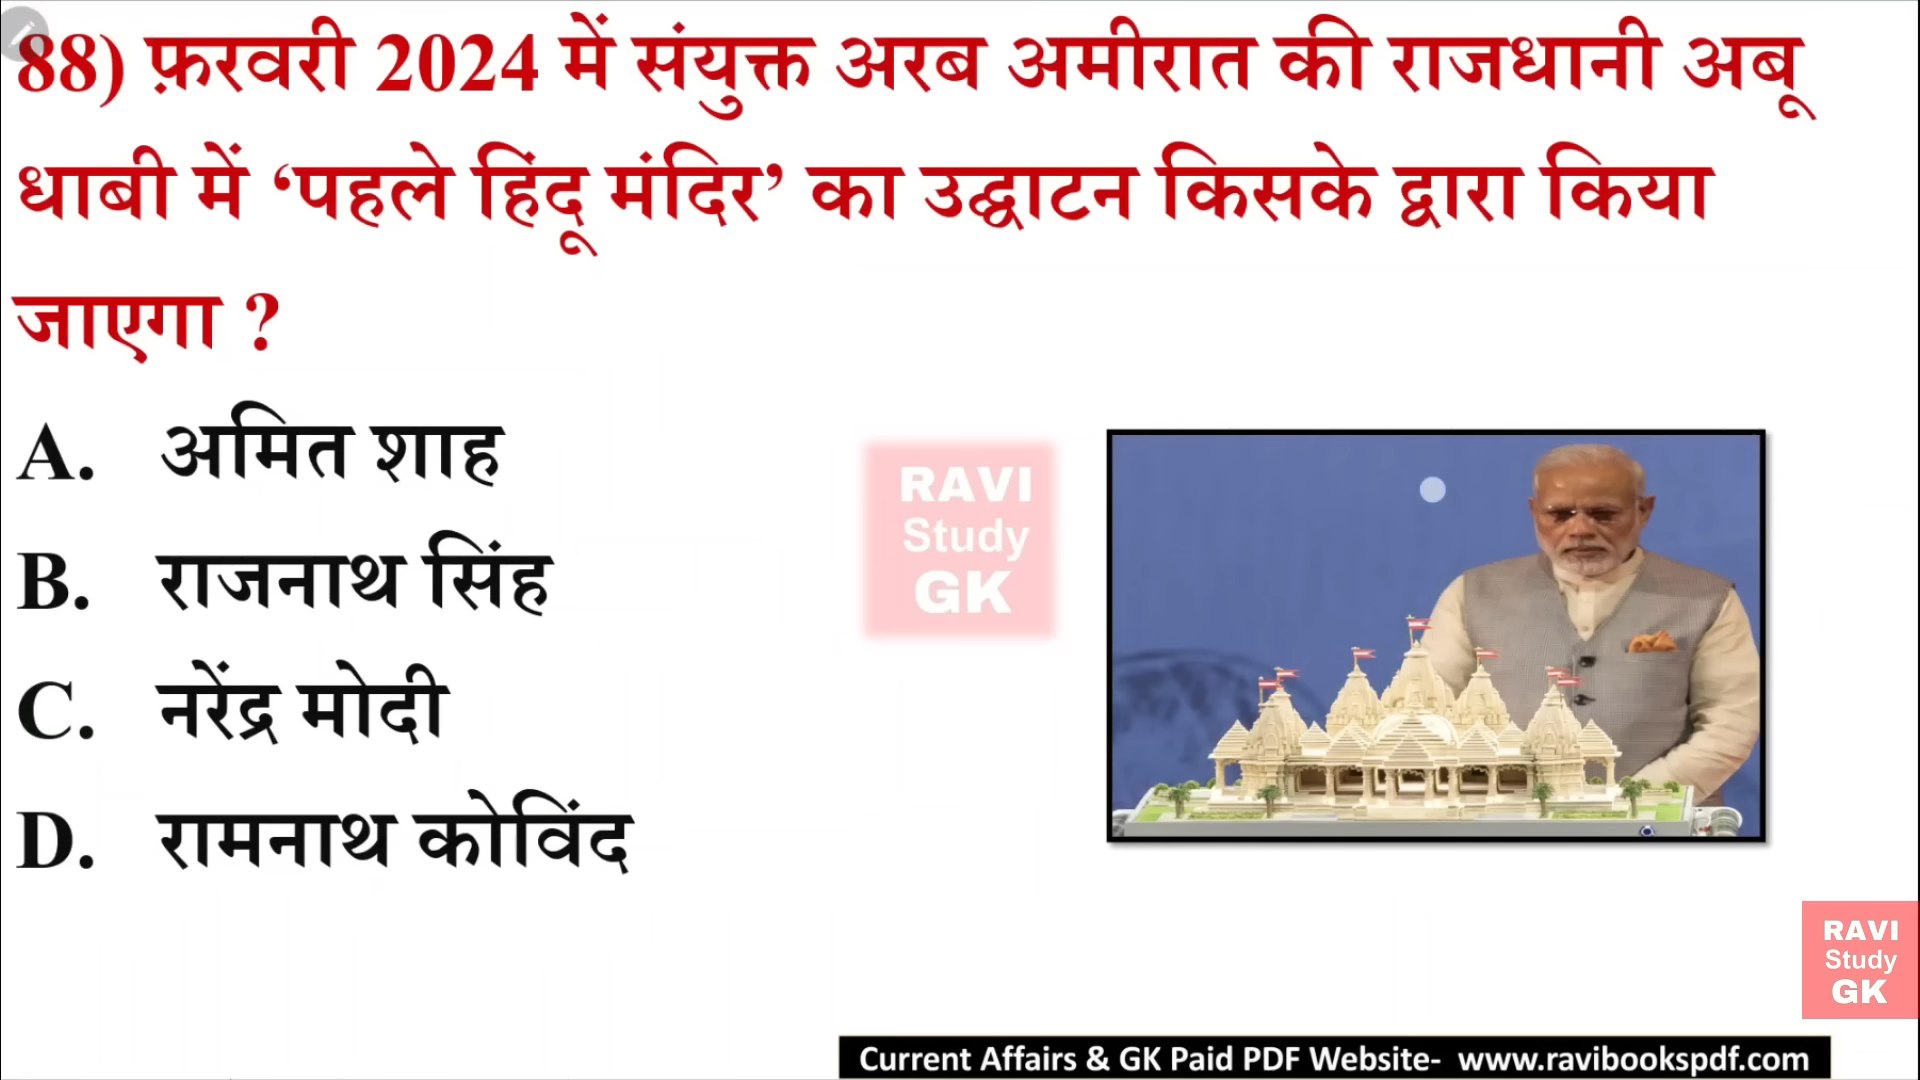 88) फ़रवरी 2024 में संयुक्त अरब अमीरात की राजधानी अबू
धाबी में ‘पहले हिंदू मंदिर’ का उद्घाटन किसके द्वारा किया
जाएगा ?
A. अमित शाह
B. राजनाथ सिंह
C. नरेंद्र मोदी
D. रामनाथ कोविंद
RAVI
Study
GK
RAVI
Study
GK
Current Affairs & GK Paid PDF Website- www.ravibookspdf.com